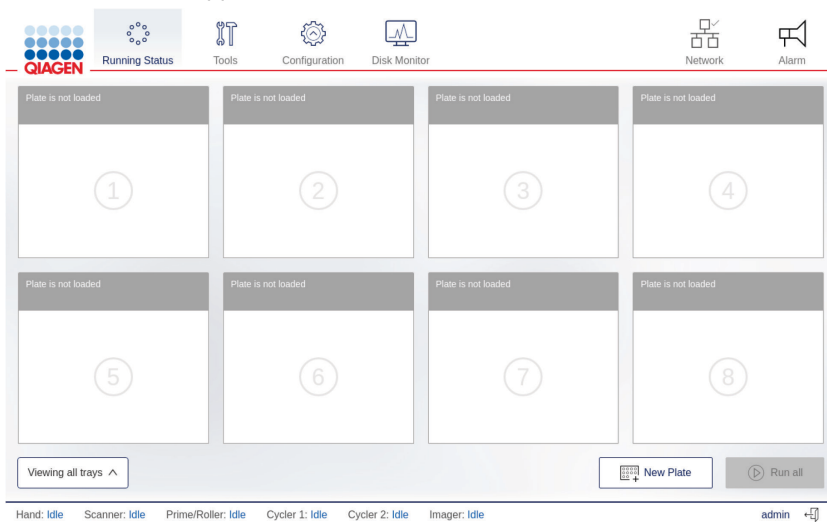 QIAGEN
Running Status
Tools
Configuration
Disk Monitor
Network
Alarm
Plate is not loaded
Plate is not loaded
Plate is not loaded
Plate is not loaded
1
2
3
4
Plate is not loaded
Plate is not loaded
Plate is not loaded
Plate is not loaded
5
6
7
8
Viewing all trays
New Plate
Run all
Hand: Idle
Scanner: Idle
Prime/Roller: Idle
Cycler 1: Idle
Cycler 2: Idle
Imager: Idle
admin